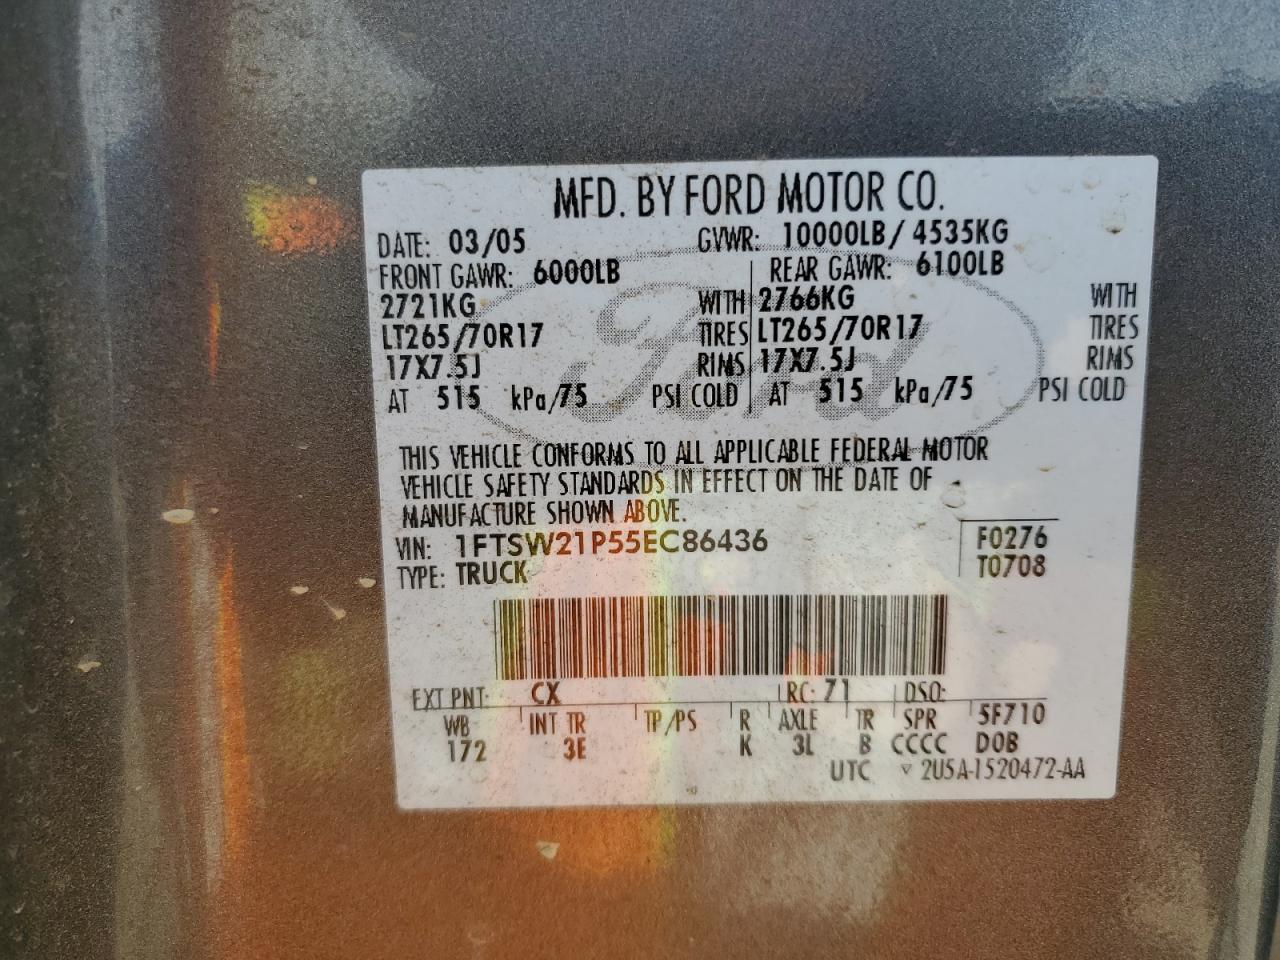 MFD. BY FORD MOTOR CO.
DATE: 03/05 GVWR: 10000LB/ 4535KG
FRONT GAWR: 6000LB REAR GAWR: 6100LB
2721KG WITH 2766KG WITH
LT265/70R17 TIRES LT265/70R17 TIRES
17X7.5J RIMS 17X7.5J RIMS
AT 515 kPa/75 PSI COLD AT 515 kPa/75 PSI COLD
Ford
THIS VEHICLE CONFORMS TO ALL APPLICABLE FEDERAL MOTOR
VEHICLE SAFETY STANDARDS IN EFFECT ON THE DATE OF
MANUFACTURE SHOWN ABOVE.
VIN: 1FTSW21P55EC86436 F0276
TYPE: TRUCK T0708
EXT PNT: CX RC: 71 DSO:
WB INT TR TP/PS R AXLE TR SPR 5F710
172 3E K 3L B CCCC DOB
UTC ▽ 2U5A-1520472-AA